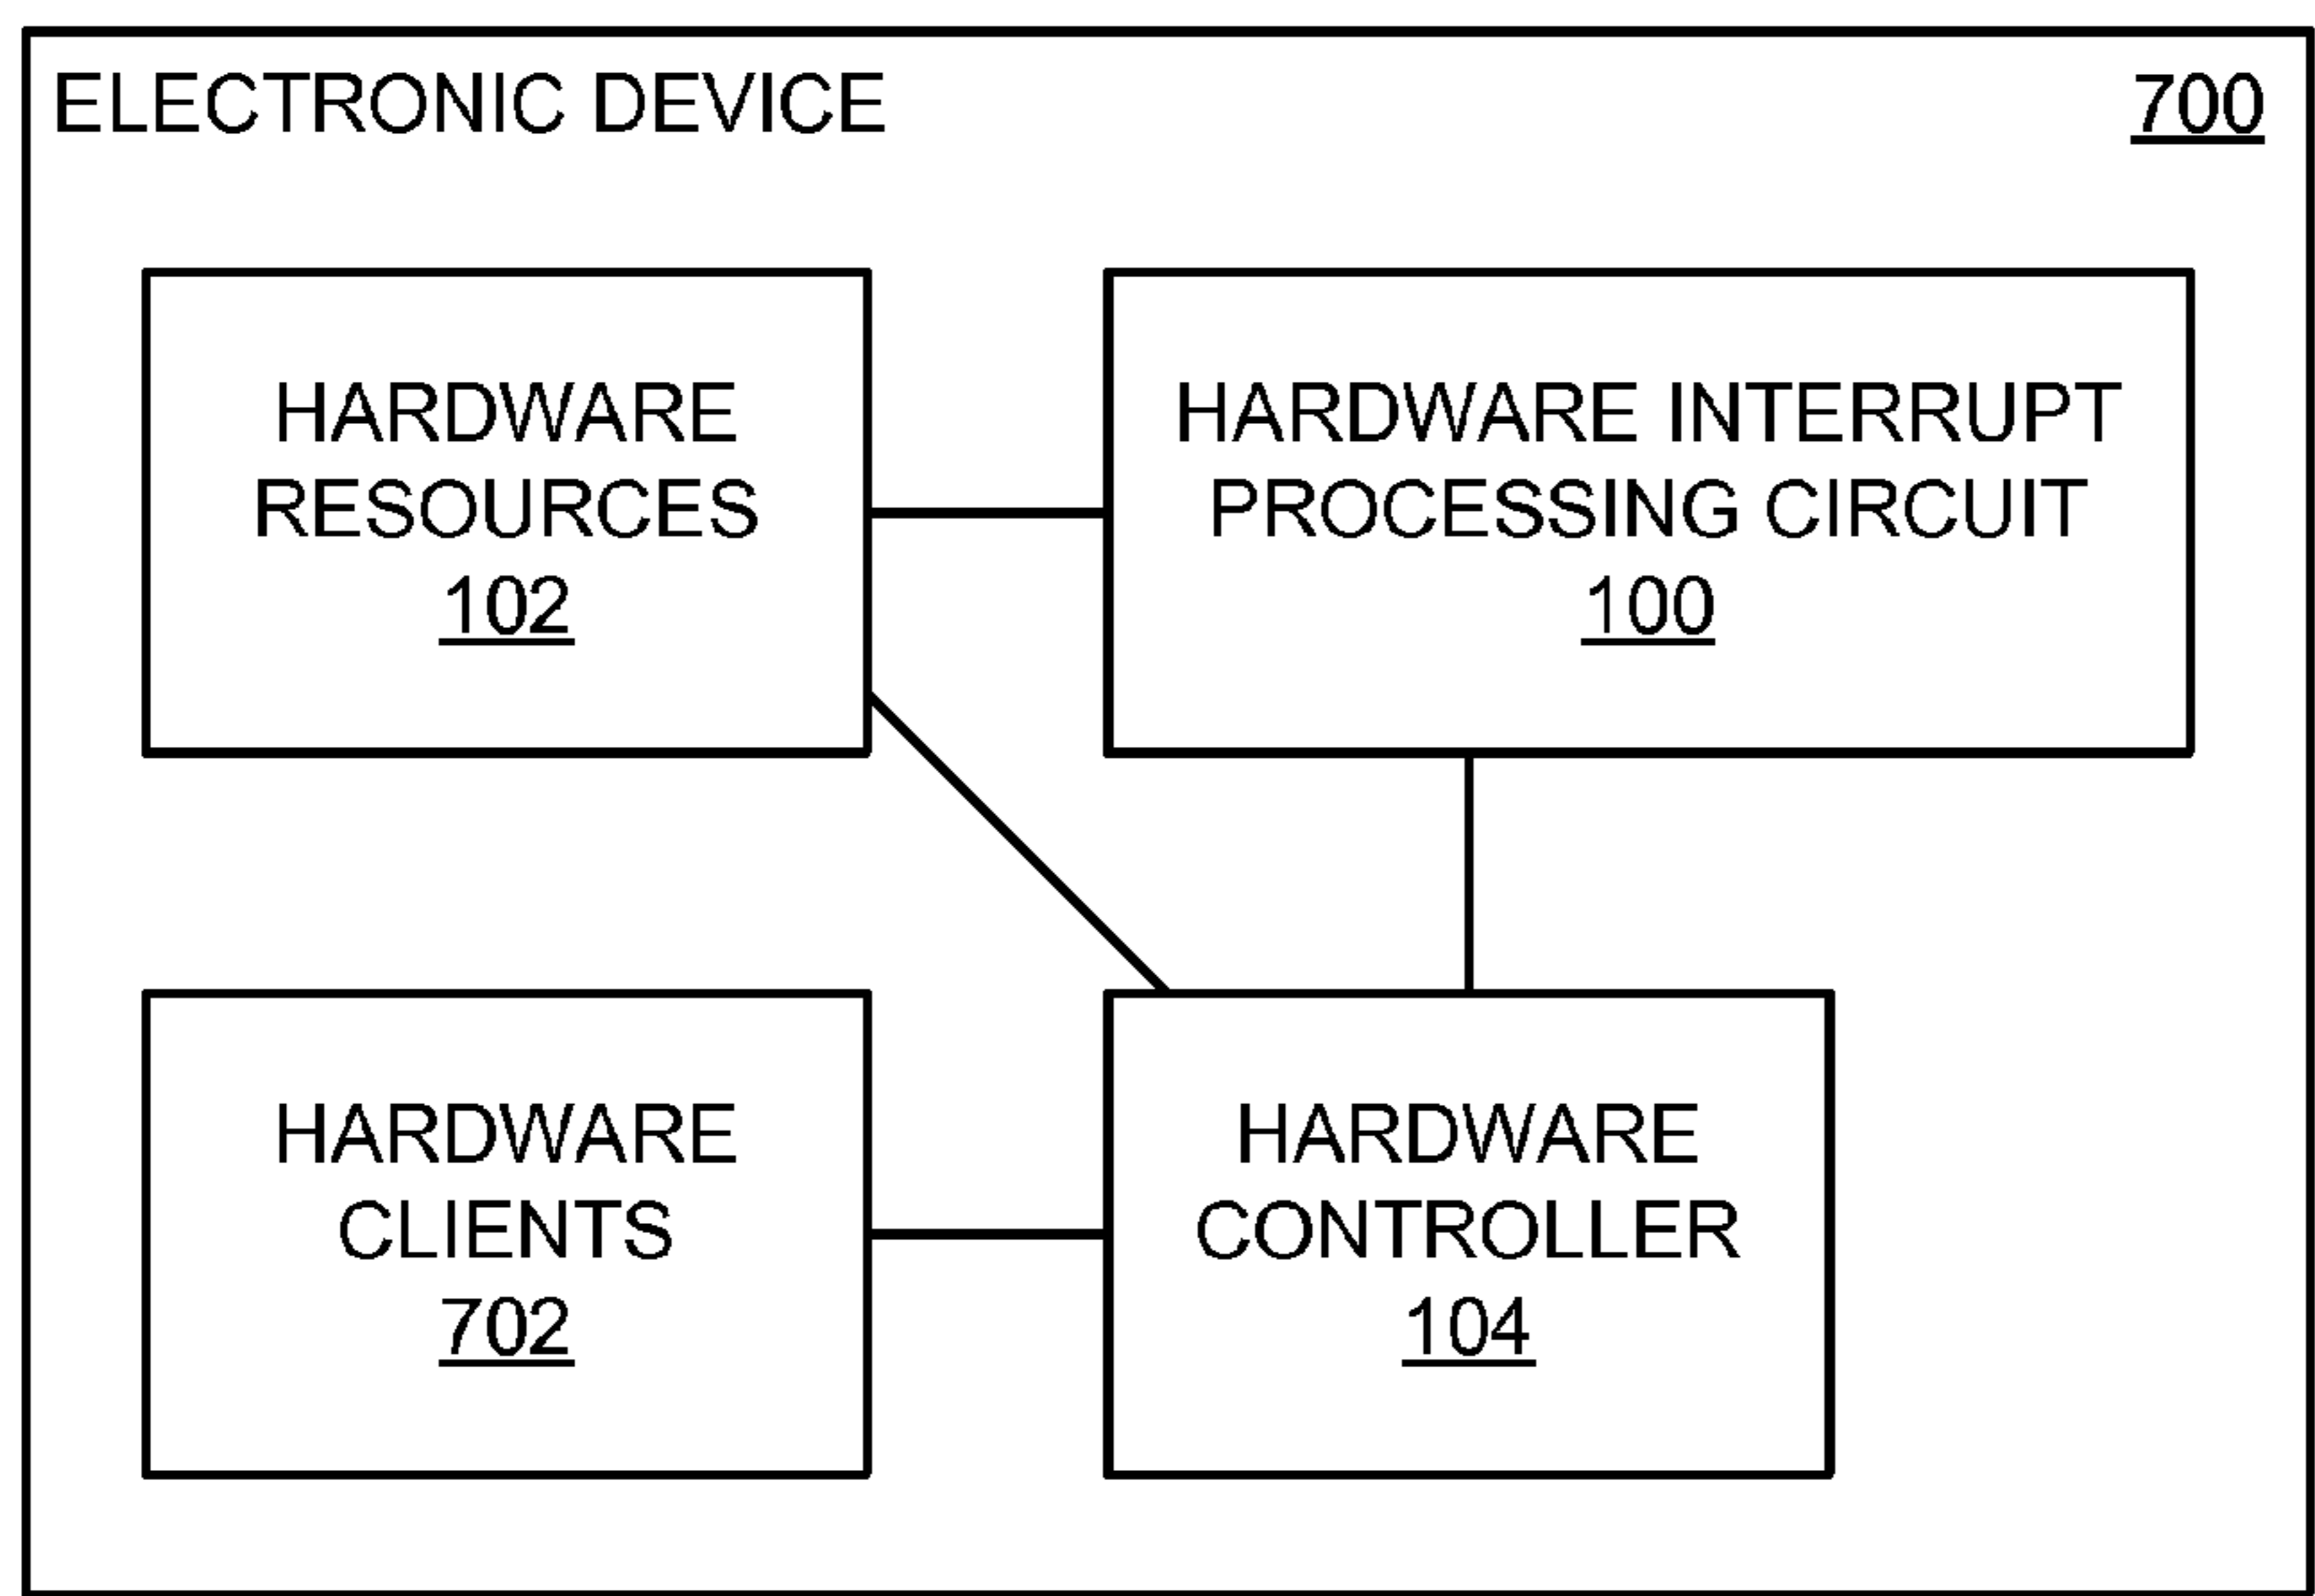 ELECTRONIC DEVICE
700
HARDWARE
RESOURCES
102
HARDWARE INTERRUPT
PROCESSING CIRCUIT
100
HARDWARE
CLIENTS
702
HARDWARE
CONTROLLER
104